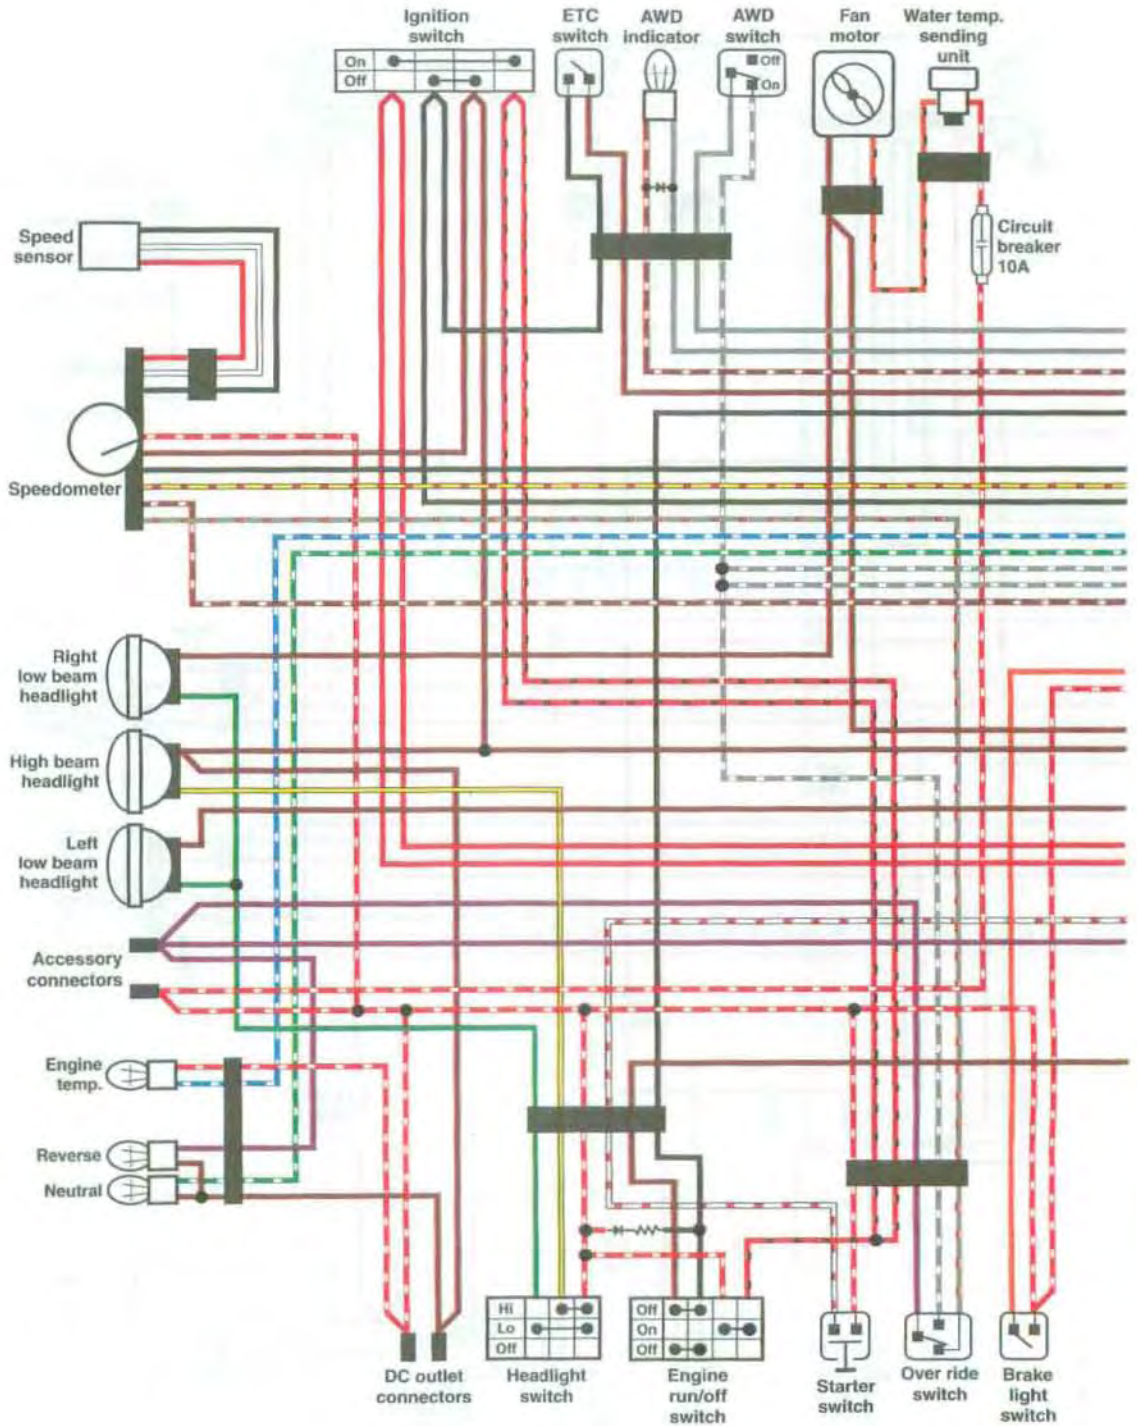 Ignition
switch
ETC
switch
AWD
indicator
AWD
switch
Fan
motor
Water temp.
sending
unit
On
Off
Off
On
Speed
sensor
Circuit
breaker
10A
Speedometer
Right
low beam
headlight
High beam
headlight
Left
low beam
headlight
Accessory
connectors
Engine
temp.
Reverse
Neutral
Hi
Lo
Off
Off
On
Off
DC outlet
connectors
Headlight
switch
Engine
run/off
switch
Starter
switch
Over ride
switch
Brake
light
switch